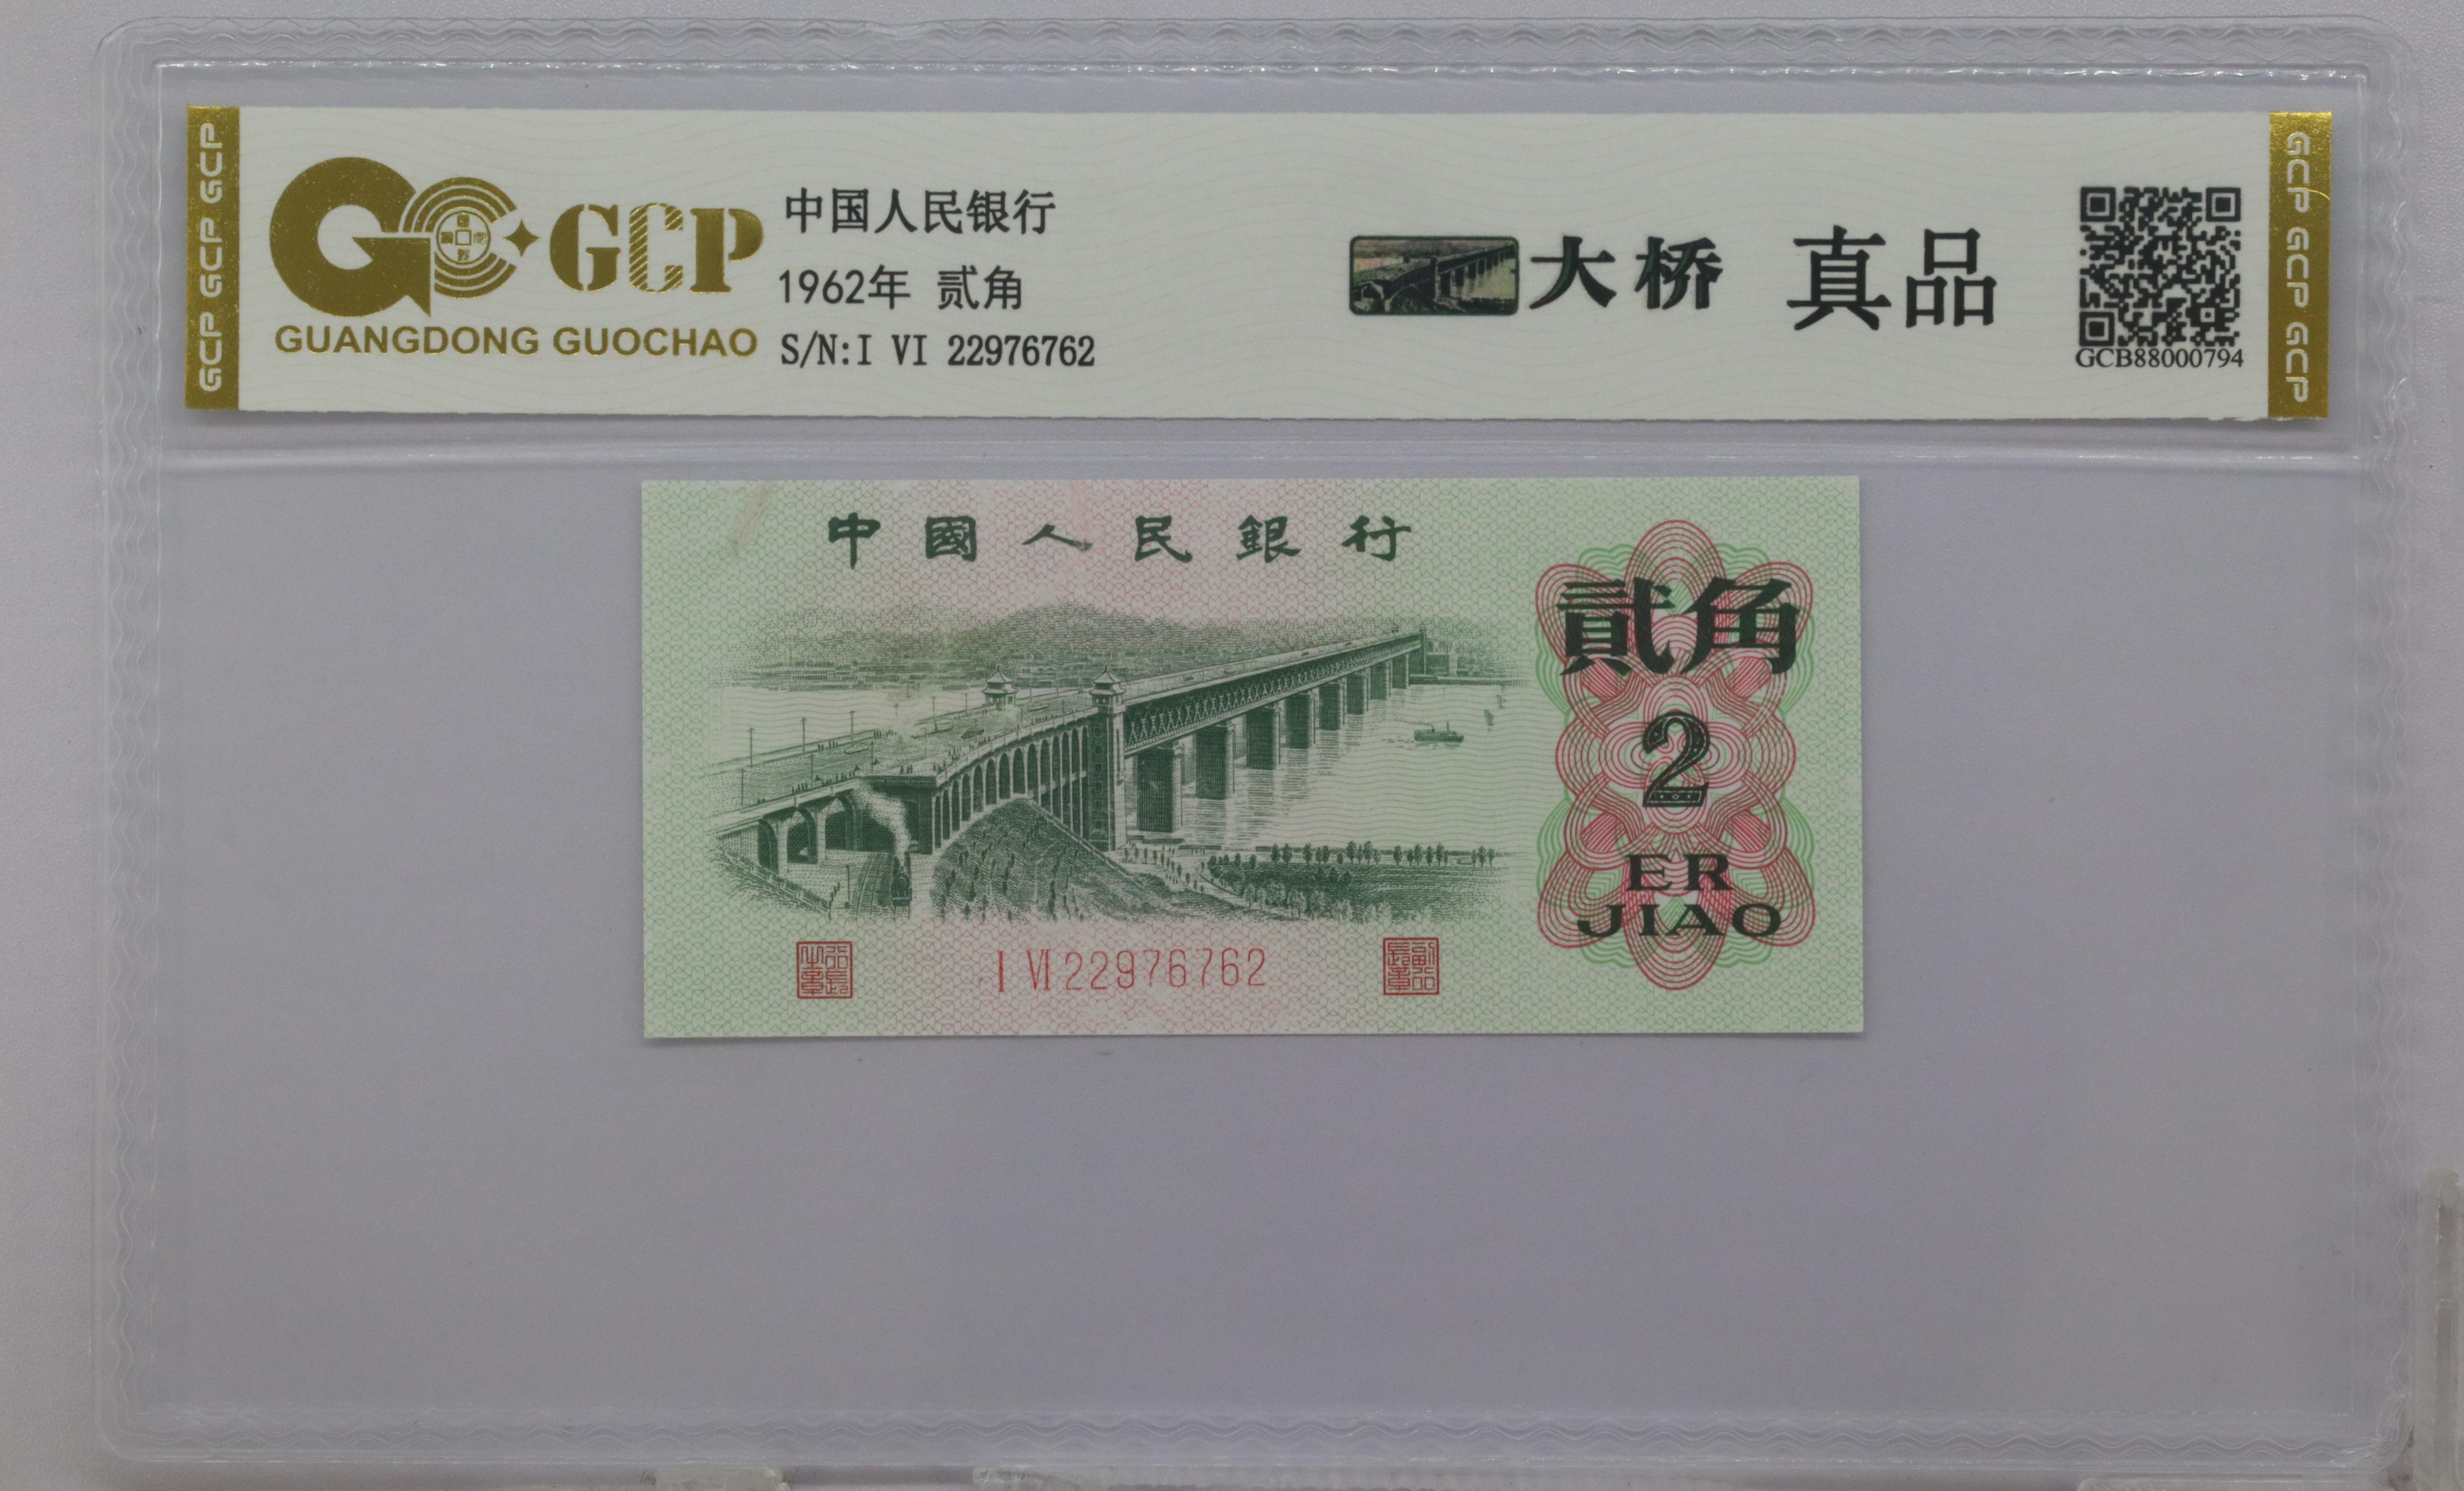 GCP GCP GCP
GCP
GUANGDONG GUOCHAO
中国人民银行
1962年 贰角
S/N:I VI 22976762
大桥 真品
GCB88000794
GCP GCP GCP
中國人民銀行
貳角
2
ER
JIAO
I VI 22976762